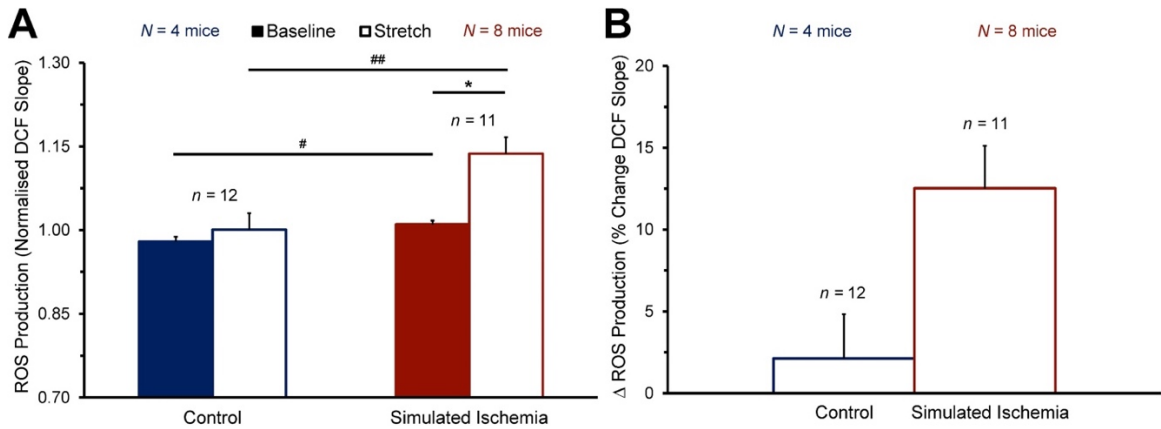 A
N = 4 mice
Baseline
Stretch
N = 8 mice
ROS Production (Normalised DCF Slope)
1.30
1.15
1.00
0.85
0.70
##
*
n = 11
#
n = 12
Control
Simulated Ischemia
B
N = 4 mice
N = 8 mice
Δ ROS Production (% Change DCF Slope)
20
15
10
5
0
n = 11
n = 12
Control
Simulated Ischemia